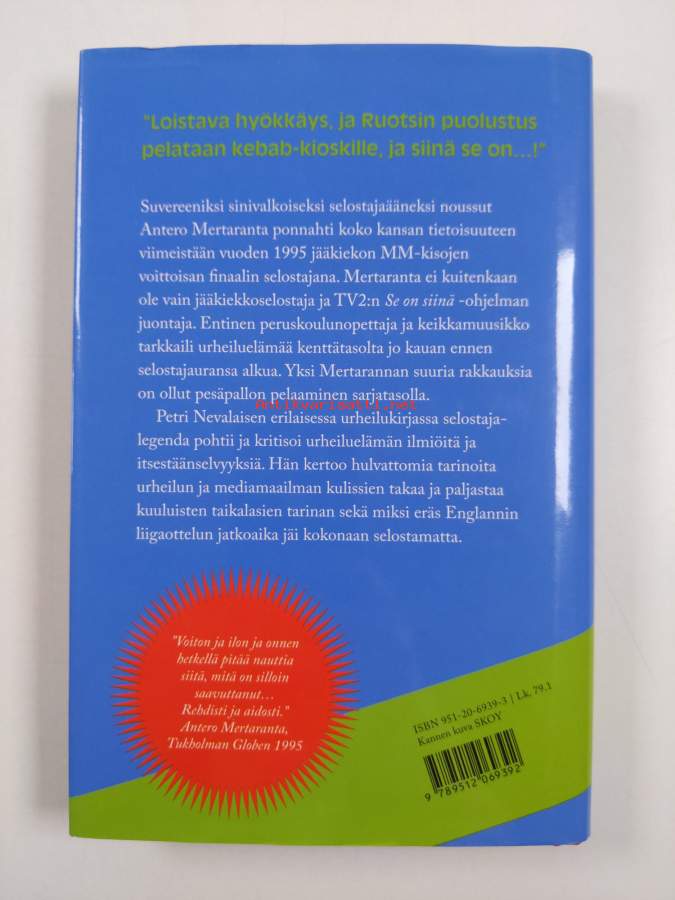 "Loistava hyökkäys, ja Ruotsin puolustus
pelataan kebab-kioskille, ja siinä se on...!"
Suvereeniksi sinivalkoiseksi selostajaääneksi noussut
Antero Mertaranta ponnahti koko kansan tietoisuuteen
viimeistään vuoden 1995 jääkiekon MM-kisojen
voittoisan finaalin selostajana. Mertaranta ei kuitenkaan
ole vain jääkiekkoselostaja ja TV2:n Se on siinä -ohjelman
juontaja. Entinen peruskoulunopettaja ja keikkamuusikko
tarkkaili urheiluelämää kenttätasolta jo kauan ennen
selostajauransa alkua. Yksi Mertarannan suuria rakkauksia
on ollut pesäpallon pelaaminen sarjatasolla.
Antikvariaatti.net
Petri Nevalaisen erilaisessa urheilukirjassa selostaja-
legenda pohtii ja kritisoi urheiluelämän ilmiöitä ja
itsestäänselvyyksiä. Hän kertoo hulvattomia tarinoita
urheilun ja mediamaailman kulissien takaa ja paljastaa
kuuluisten taikalasien tarinan sekä miksi eräs Englannin
liigaottelun jatkoaika jäi kokonaan selostamatta.
"Voiton ja ilon ja onnen
hetkellä pitää nauttia
siitä, mitä on silloin
saavuttanut...
Rehdisti ja aidosti."
Antero Mertaranta,
Tukholman Globen 1995
ISBN 951-20-6939-3 / Lk. 79.1
Kannen kuva SKOY
9 789512 069392